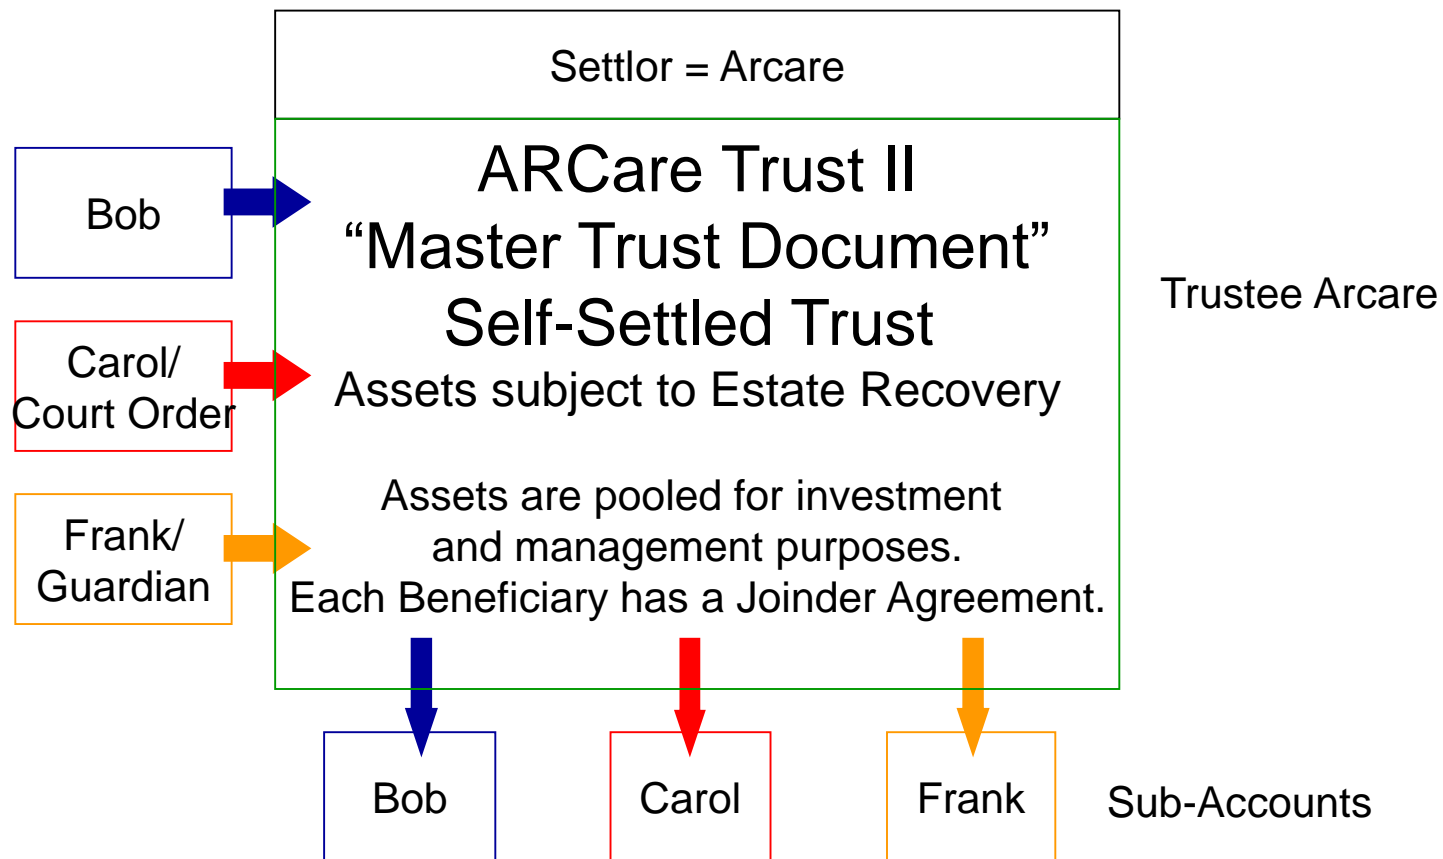 Settlor = Arcare
ARCare Trust II
“Master Trust Document”
Self-Settled Trust
Assets subject to Estate Recovery
Assets are pooled for investment
and management purposes.
Each Beneficiary has a Joinder Agreement.
Bob
Carol/
Court Order
Frank/
Guardian
Trustee Arcare
Bob
Carol
Frank
Sub-Accounts